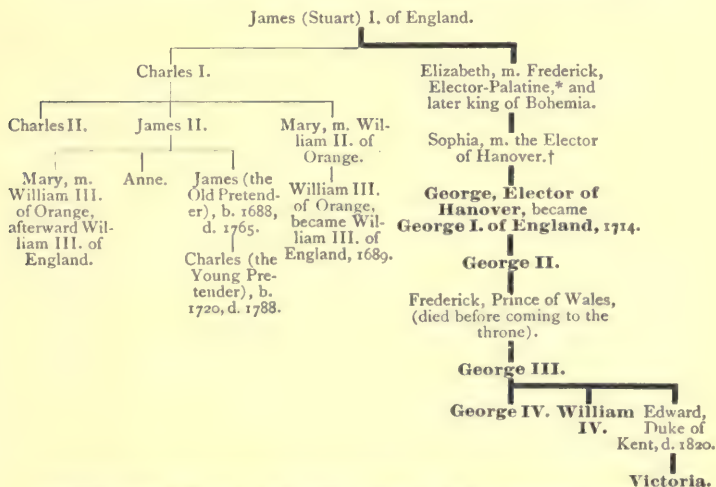 James (Stuart) I. of England.
Charles I.
Elizabeth, m. Frederick,
Elector-Palatine,* and
later king of Bohemia.
Charles II.
James II.
Mary, m. Wil-
liam II. of
Orange.
Sophia, m. the Elector
of Hanover.†
Mary, m.
William III.
of Orange,
afterward Wil-
liam III. of
England.
Anne.
James (the
Old Pretend-
er), b. 1688,
d. 1765.
Charles (the
Young Pre-
tender), b.
1720, d. 1788.
William III.
of Orange,
became Wil-
liam III. of
England, 1689.
George, Elector of
Hanover, became
George I. of England, 1714.
George II.
Frederick, Prince of Wales,
(died before coming to the
throne).
George III.
George IV.
William
IV.
Edward,
Duke of
Kent, d. 1820.
Victoria.